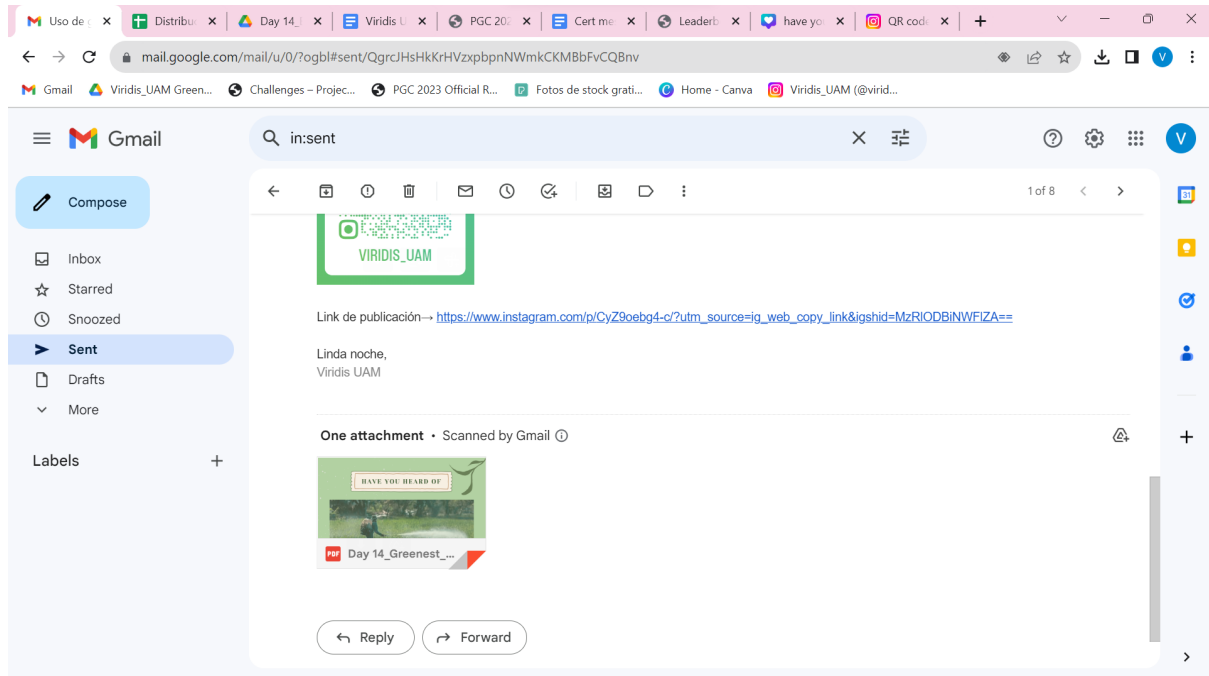 Uso de
Distribu
Day 14_
Viridis U
PGC 202
Cert me
Leaderb
have yo
QR cod
mail.google.com/mail/u/0/?ogbl#sent/QgrcJHsHkKrHVzxpbpnNWmkCKMBbFvCQBnv
V
Gmail
Viridis_UAM Green...
Challenges – Projec...
PGC 2023 Official R...
Fotos de stock grati...
Home - Canva
Viridis_UAM (@virid...
Gmail
in:sent
V
Compose
1 of 8
31
VIRIDIS_UAM
Inbox
Starred
Snoozed
Sent
Drafts
More
Labels
Link de publicación→ https://www.instagram.com/p/CyZ9oebg4-c/?utm_source=ig_web_copy_link&igshid=MzRlODBiNWFlZA==
Linda noche,
Viridis UAM
One attachment • Scanned by Gmail
HAVE YOU HEARD OF
PDF Day 14_Greenest_...
Reply
Forward